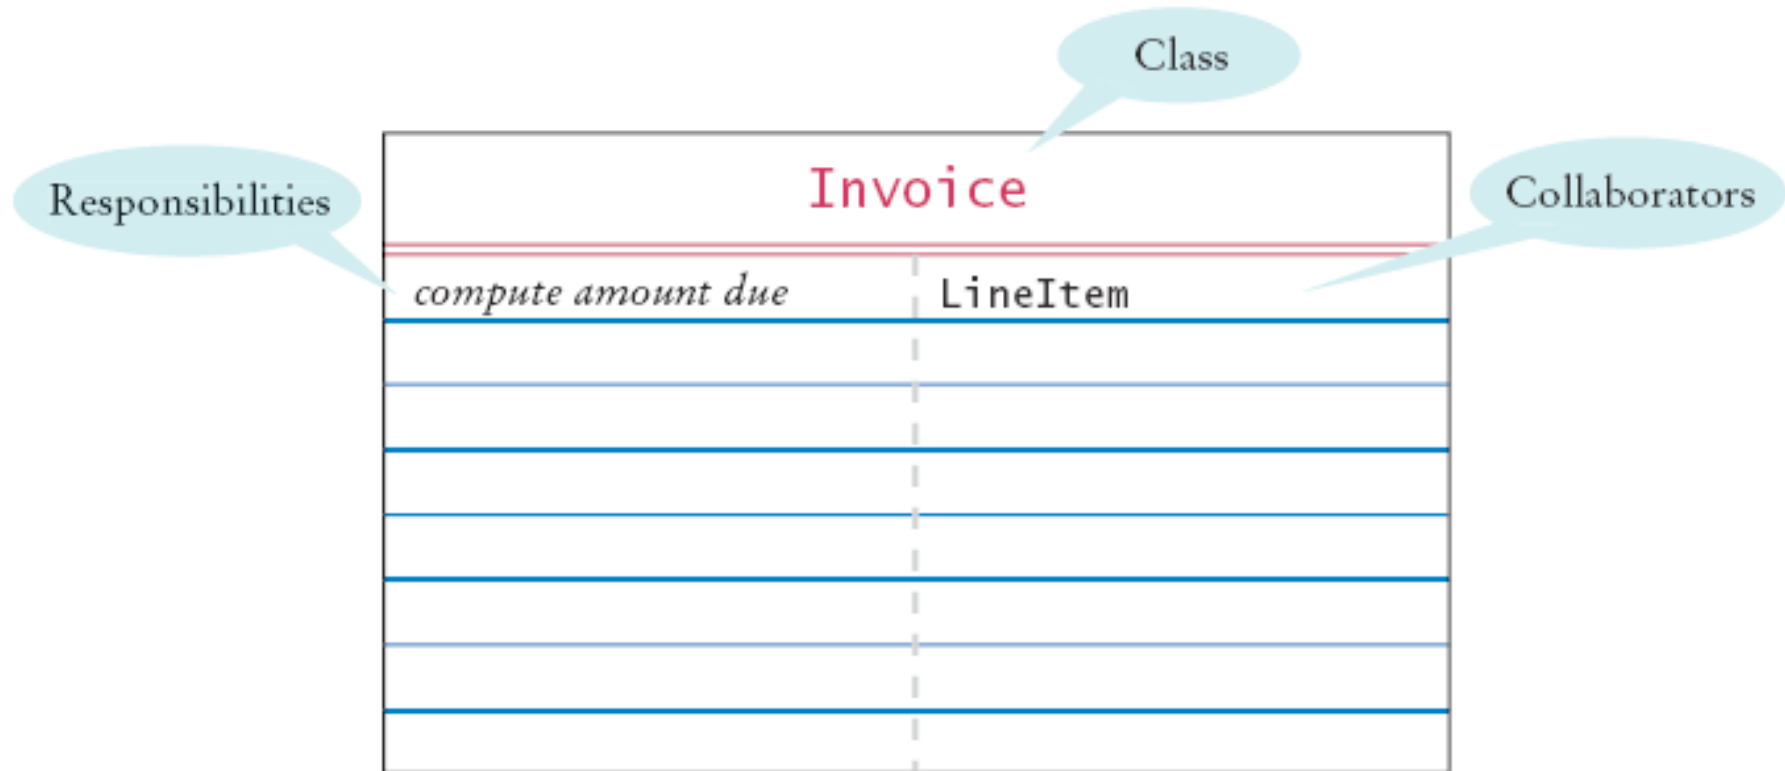 Class
Invoice
Responsibilities
Collaborators
compute amount due
LineItem